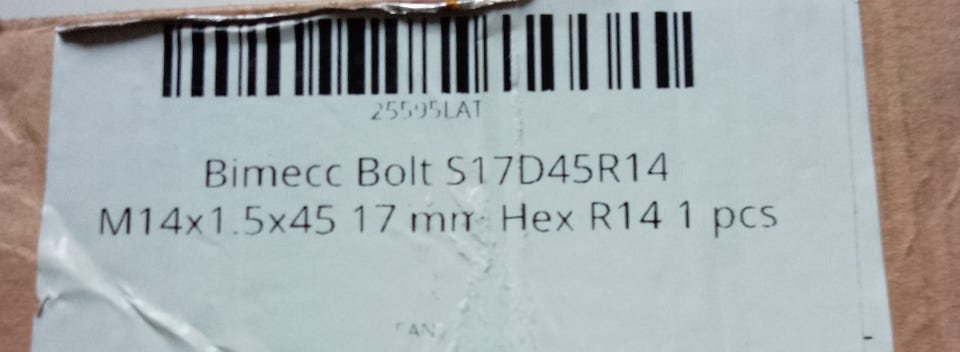 25595LAT
Bimecc Bolt S17D45R14
M14x1.5x45 17 mm Hex R14 1 pcs